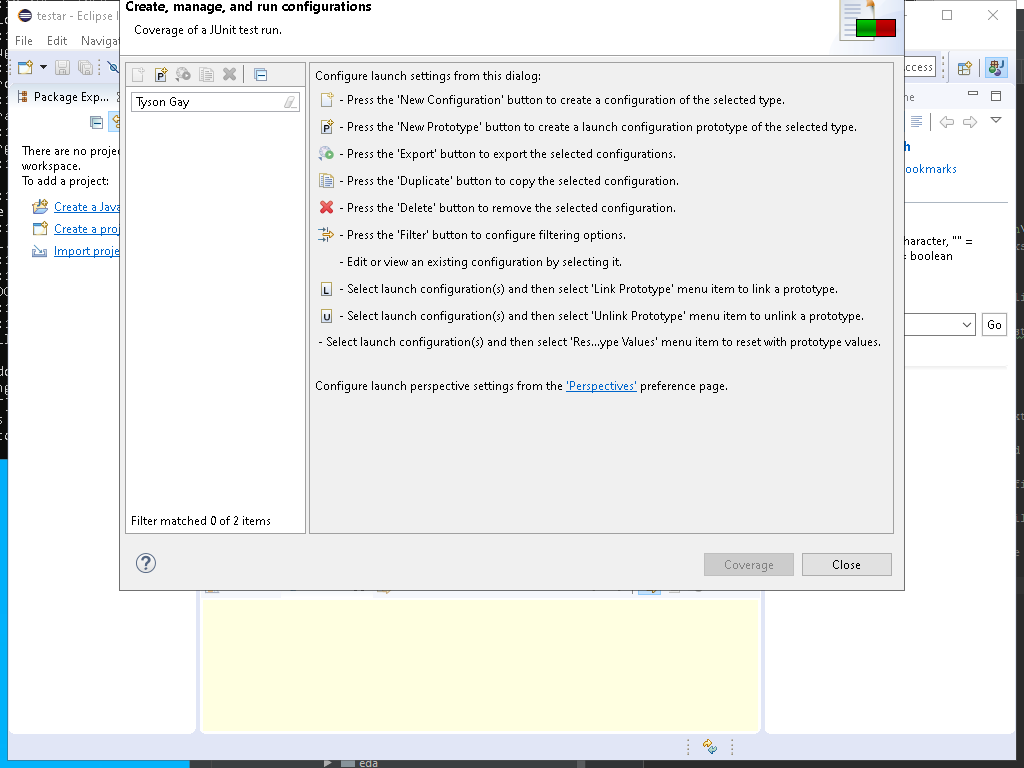 Create, manage, and run configurations
testar - Eclipse I
Coverage of a JUnit test run.
File Edit Navigat
Package Exp...
There are no proje
workspace.
To add a project:
Create a Java
Create a proj
Import proje
Tyson Gay
Filter matched 0 of 2 items
Configure launch settings from this dialog:
- Press the 'New Configuration' button to create a configuration of the selected type.
- Press the 'New Prototype' button to create a launch configuration prototype of the selected type.
- Press the 'Export' button to export the selected configurations.
- Press the 'Duplicate' button to copy the selected configuration.
- Press the 'Delete' button to remove the selected configuration.
- Press the 'Filter' button to configure filtering options.
- Edit or view an existing configuration by selecting it.
L - Select launch configuration(s) and then select 'Link Prototype' menu item to link a prototype.
U - Select launch configuration(s) and then select 'Unlink Prototype' menu item to unlink a prototype.
- Select launch configuration(s) and then select 'Res...ype Values' menu item to reset with prototype values.
Configure launch perspective settings from the 'Perspectives' preference page.
Coverage Close
ccess
ne
h
ookmarks
haracter, "" =
= boolean
Go
eda